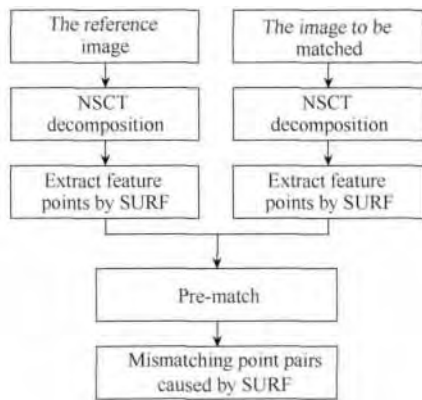 The reference
image
The image to be
matched
NSCT
decomposition
NSCT
decomposition
Extract feature
points by SURF
Extract feature
points by SURF
Pre-match
Mismatching point pairs
caused by SURF